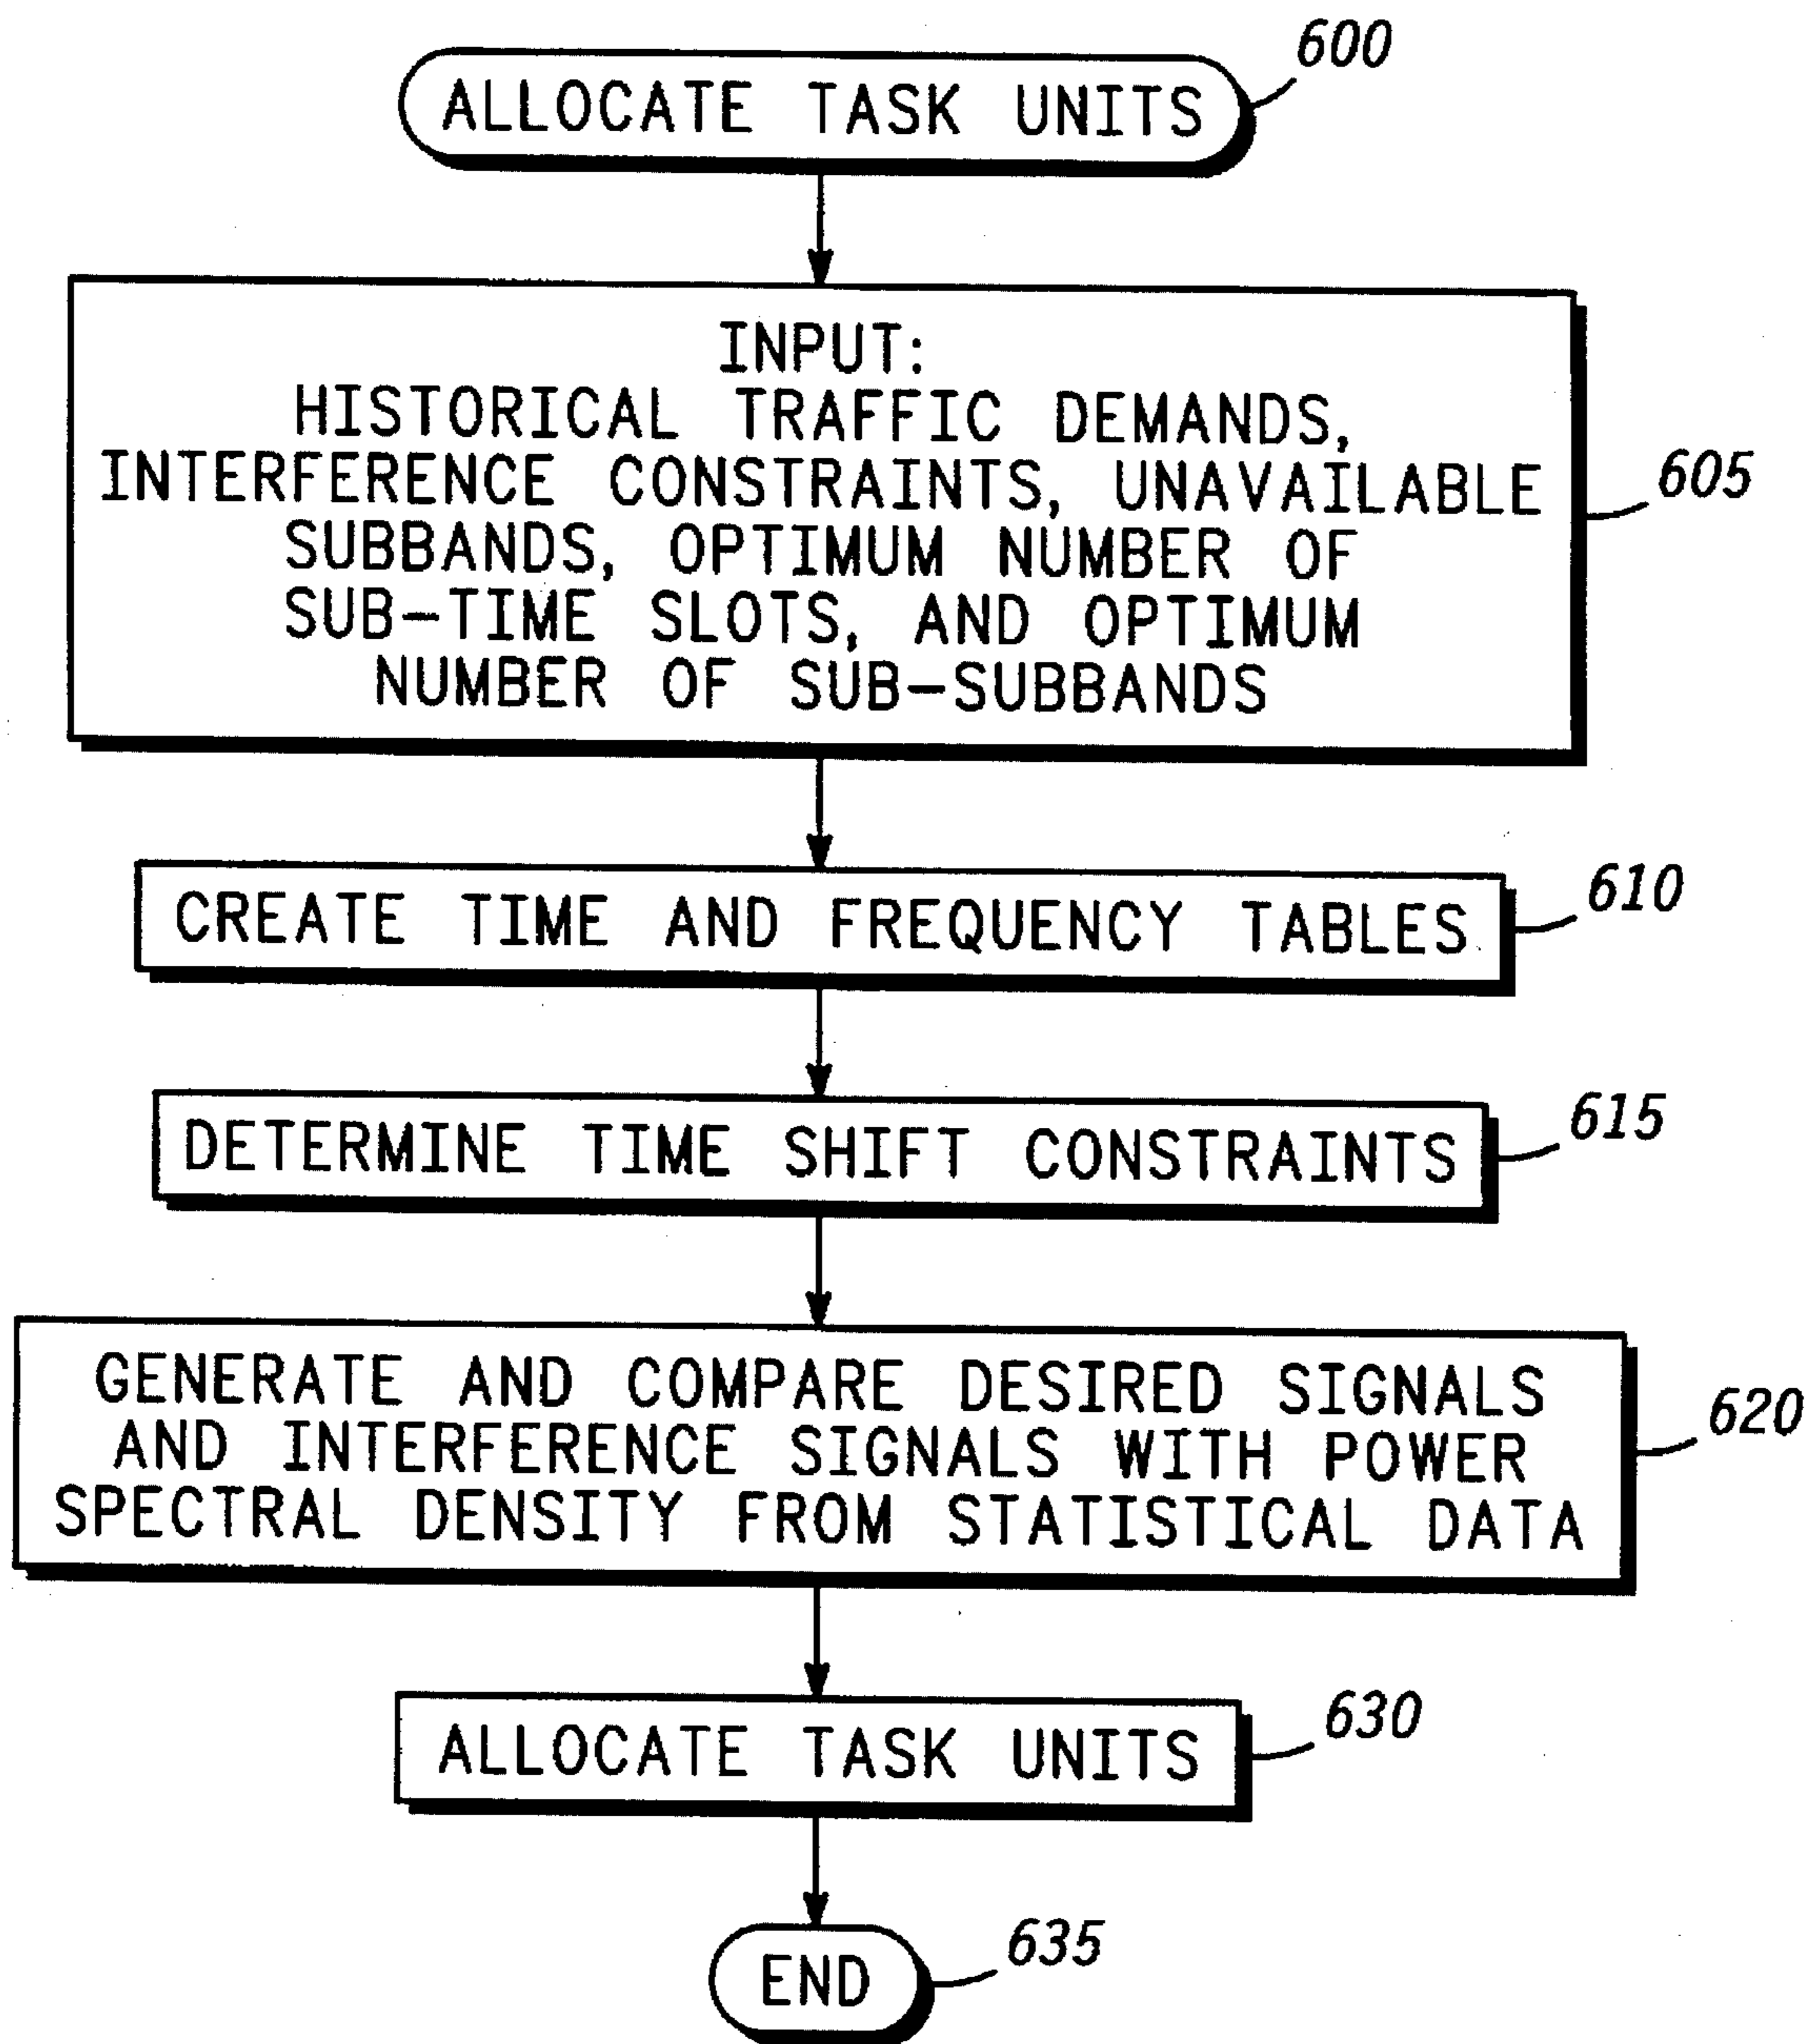 ALLOCATE TASK UNITS
600
INPUT:
HISTORICAL TRAFFIC DEMANDS,
INTERFERENCE CONSTRAINTS, UNAVAILABLE
SUBBANDS, OPTIMUM NUMBER OF
SUB-TIME SLOTS, AND OPTIMUM
NUMBER OF SUB-SUBBANDS
605
CREATE TIME AND FREQUENCY TABLES
610
DETERMINE TIME SHIFT CONSTRAINTS
615
GENERATE AND COMPARE DESIRED SIGNALS
AND INTERFERENCE SIGNALS WITH POWER
SPECTRAL DENSITY FROM STATISTICAL DATA
620
ALLOCATE TASK UNITS
630
END
635